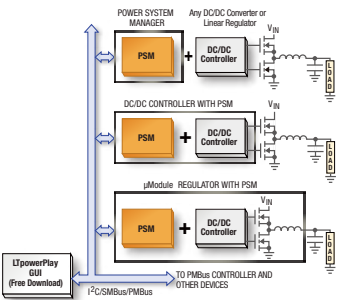 POWER SYSTEM
MANAGER
Any DC/DC Converter or
Linear Regulator
VIN
PSM
+
DC/DC
Controller
LOAD
DC/DC CONTROLLER WITH PSM
VIN
PSM
+
DC/DC
Controller
LOAD
µModule REGULATOR WITH PSM
VIN
PSM
+
DC/DC
Controller
LOAD
LTpowerPlay
GUI
(Free Download)
I2C/SMBus/PMBus
TO PMBus CONTROLLER AND
OTHER DEVICES